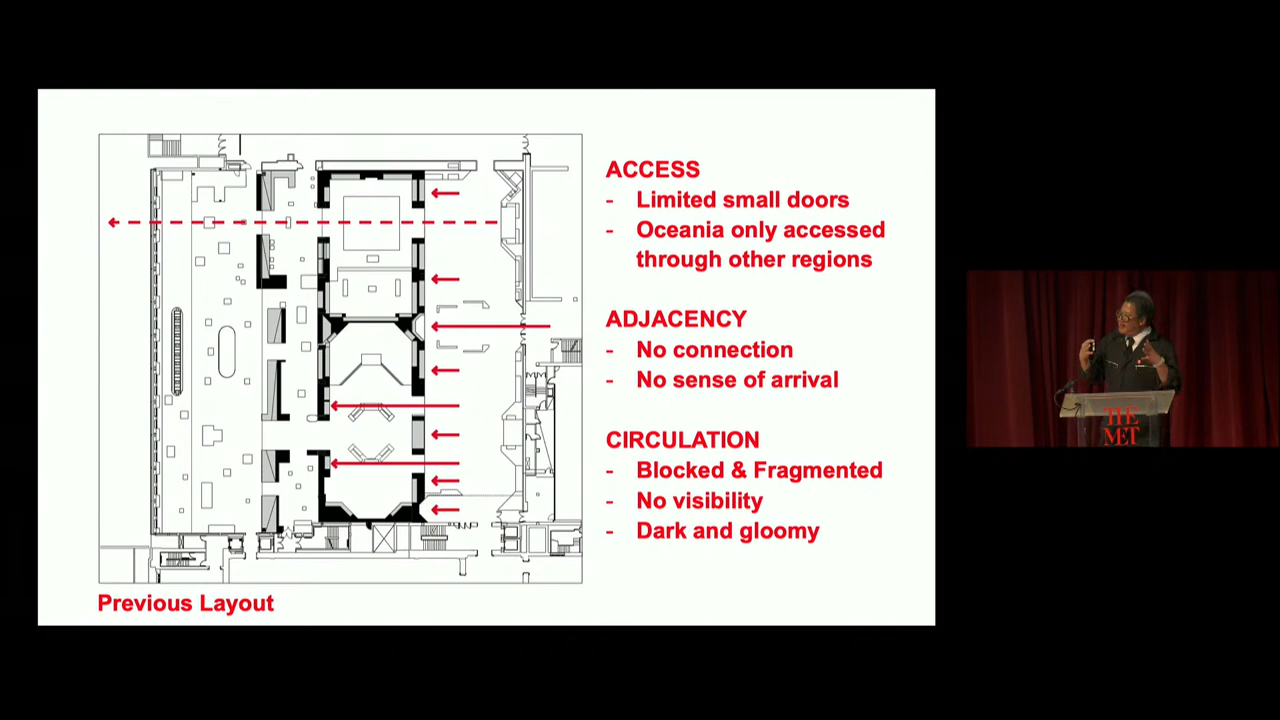 ACCESS
- Limited small doors
- Oceania only accessed
through other regions
ADJACENCY
- No connection
- No sense of arrival
CIRCULATION
- Blocked & Fragmented
- No visibility
- Dark and gloomy
Previous Layout
THE
MET